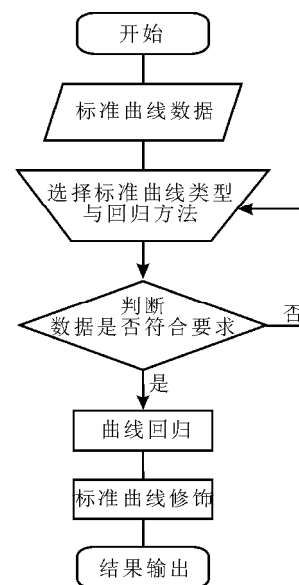 开始
标准曲线数据
选择标准曲线类型
与回归方法
判断
数据是否符合要求
否
是
曲线回归
标准曲线修饰
结果输出